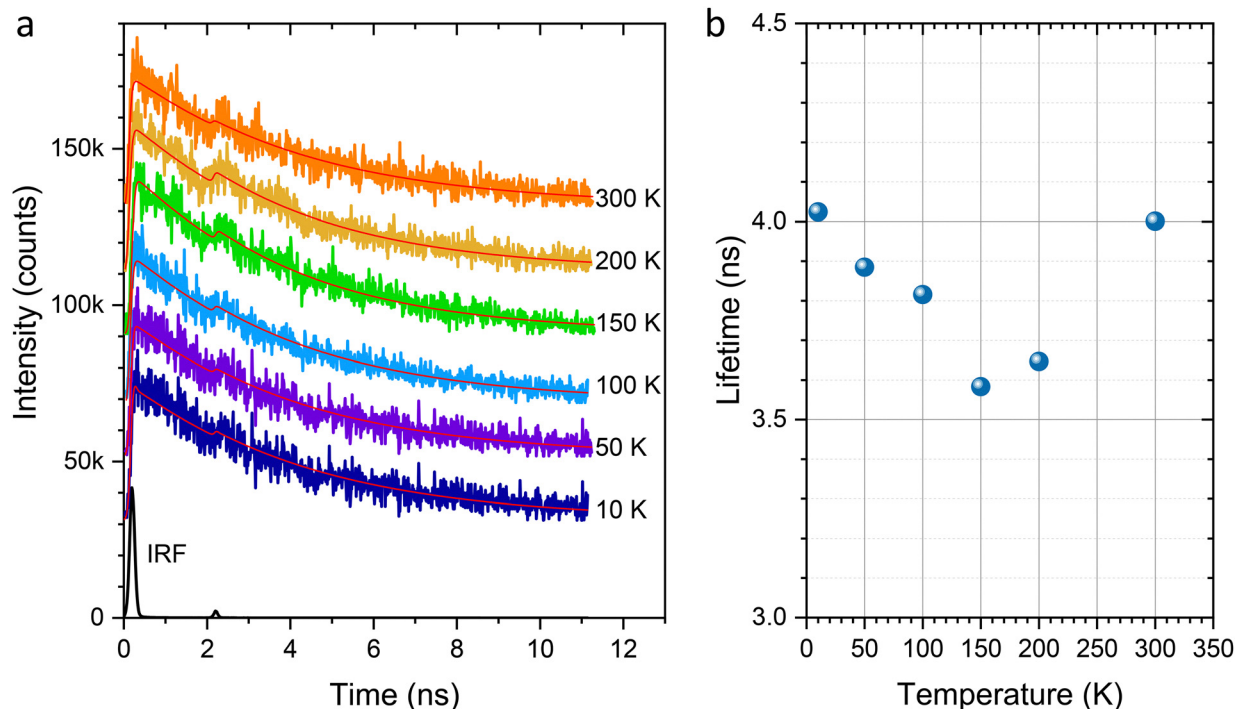 a
Intensity (counts)
150k
100k
50k
0
300 K
200 K
150 K
100 K
50 K
10 K
IRF
0 2 4 6 8 10 12
Time (ns)
b
Lifetime (ns)
4.5
4.0
3.5
3.0
0 50 100 150 200 250 300 350
Temperature (K)